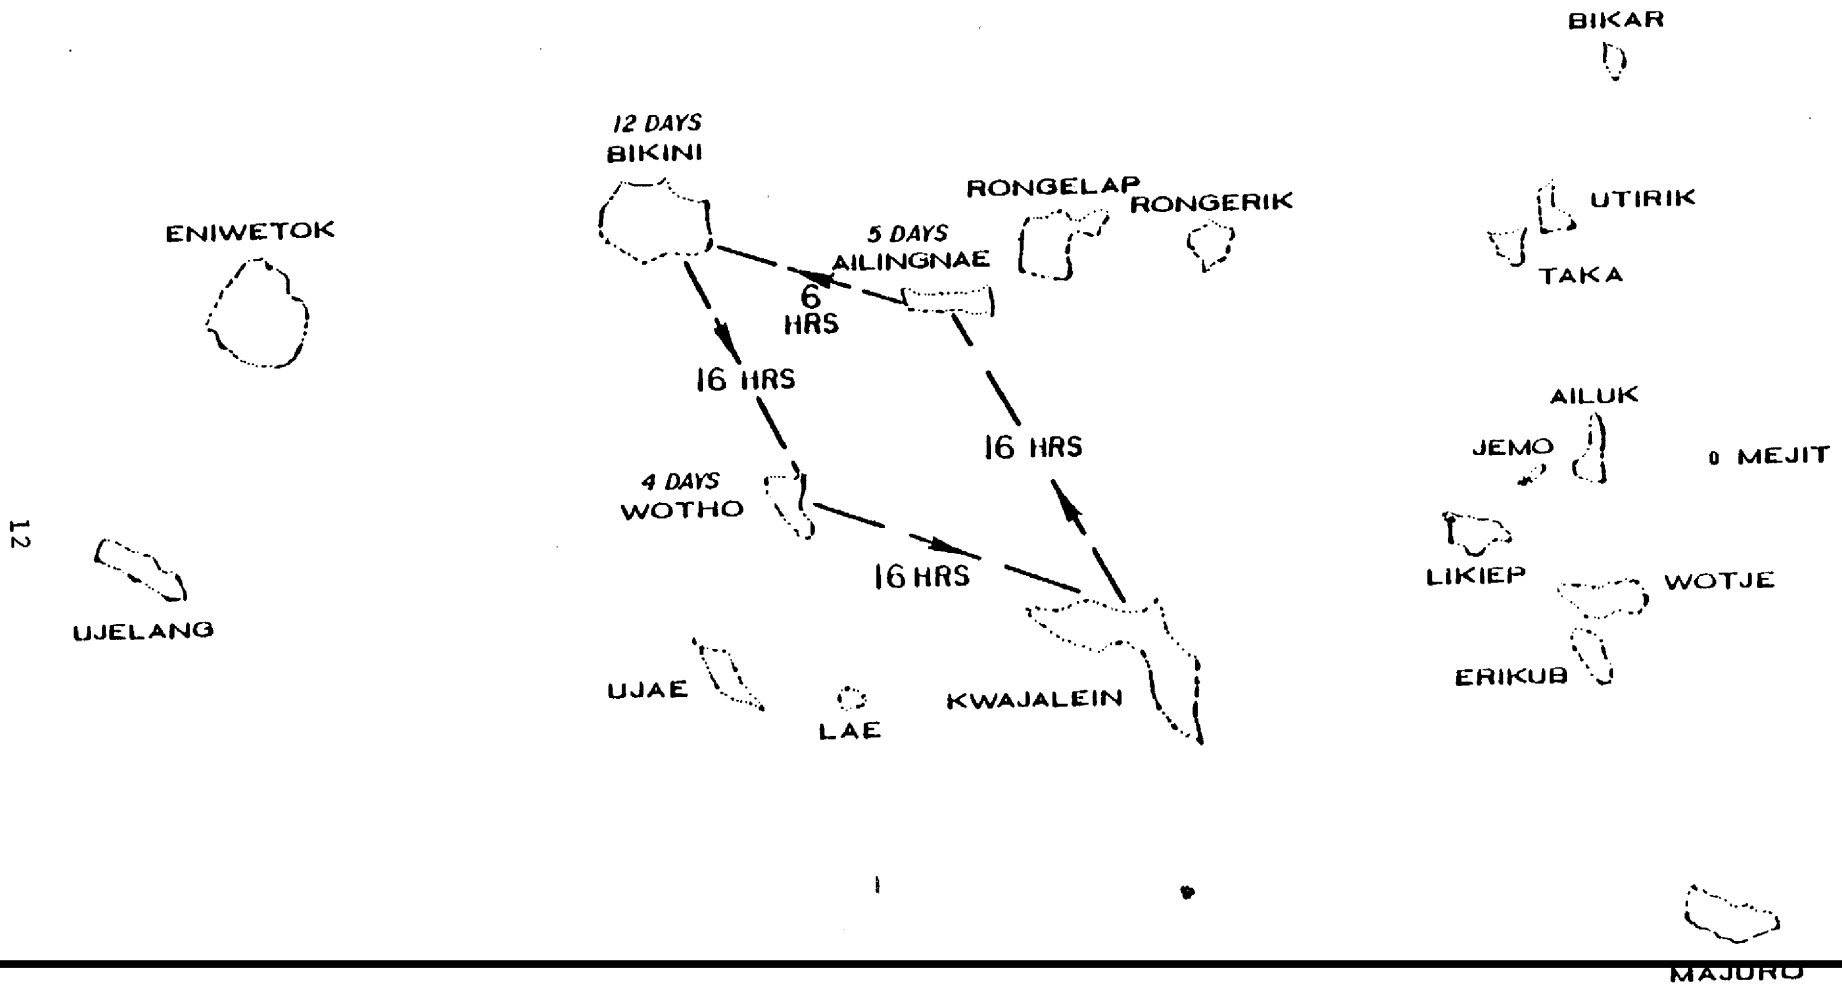 BIKAR
12 DAYS
BIKINI
RONGELAP
RONGERIK
UTIRIK
ENIWETOK
5 DAYS
AILINGNAE
TAKA
6
HRS
16 HRS
AILUK
JEMO
MEJIT
16 HRS
4 DAYS
WOTHO
12
16 HRS
LIKIEP
WOTJE
UJELANG
UJAE
LAE
KWAJALEIN
ERIKUB
MAJURO